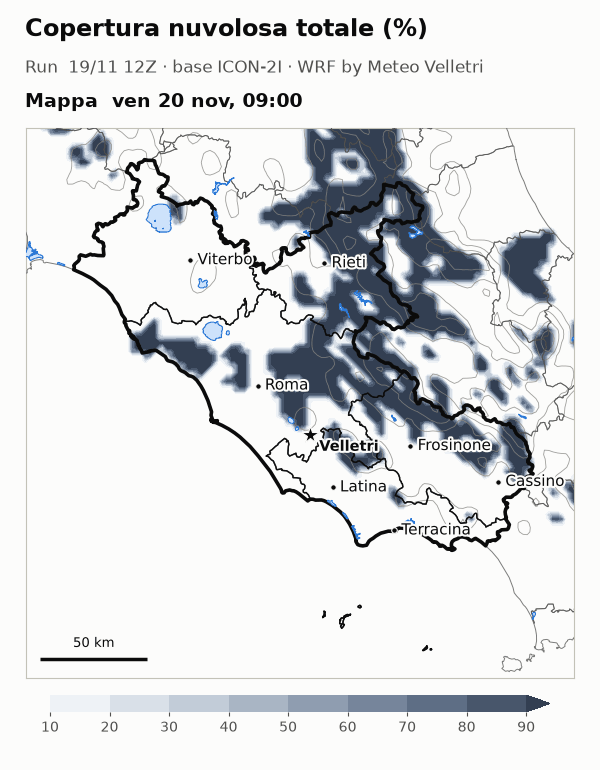 Copertura nuvolosa totale (%)
Run 19/11 12Z · base ICON-2I · WRF by Meteo Velletri
Mappa ven 20 nov, 09:00
Viterbo
Rieti
Roma
Velletri
Frosinone
Latina
Cassino
Terracina
50 km
10 20 30 40 50 60 70 80 90